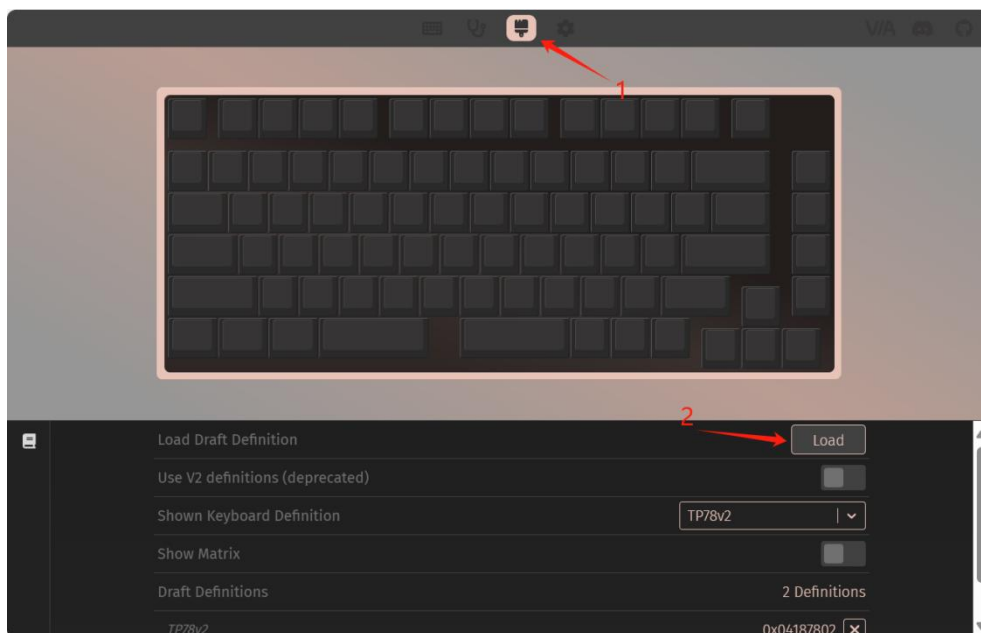 VIA
1
2
Load Draft Definition Load
Use V2 definitions (deprecated)
Shown Keyboard Definition TP78v2
Show Matrix
Draft Definitions 2 Definitions
TP78v2 0x04187802